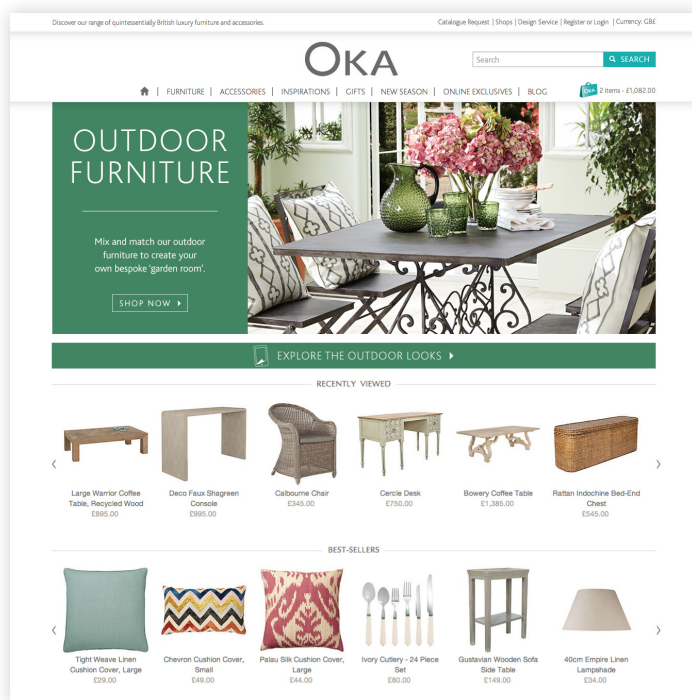 Discover our range of quintessentially British luxury furniture and accessories.
Catalogue Request | Shops | Design Service | Register or Login | Currency: GB£
OKA
Search
SEARCH
FURNITURE | ACCESSORIES | INSPIRATIONS | GIFTS | NEW SEASON | ONLINE EXCLUSIVES | BLOG
OKA
2 items - £1,082.00
OUTDOOR
FURNITURE
Mix and match our outdoor
furniture to create your
own bespoke 'garden room'.
SHOP NOW
EXPLORE THE OUTDOOR LOOKS
RECENTLY VIEWED
Large Warrior Coffee
Table, Recycled Wood
£895.00
Deco Faux Shagreen
Console
£995.00
Calbourne Chair
£345.00
Cercle Desk
£750.00
Bowery Coffee Table
£1,385.00
Rattan Indochine Bed-End
Chest
£545.00
BEST-SELLERS
Tight Weave Linen
Cushion Cover, Large
£29.00
Chevron Cushion Cover,
Small
£49.00
Palau Silk Cushion Cover,
Large
£44.00
Ivory Cutlery - 24 Piece
Set
£80.00
Gustavian Wooden Sofa
Side Table
£149.00
40cm Empire Linen
Lampshade
£34.00